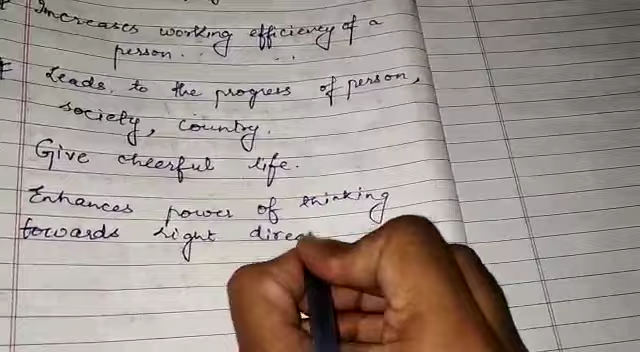 * Increases working efficiency of a
person...
* Leads to the progress of person,
society, country.
Give cheerful life.
Enhances power of thinking
towards right direc